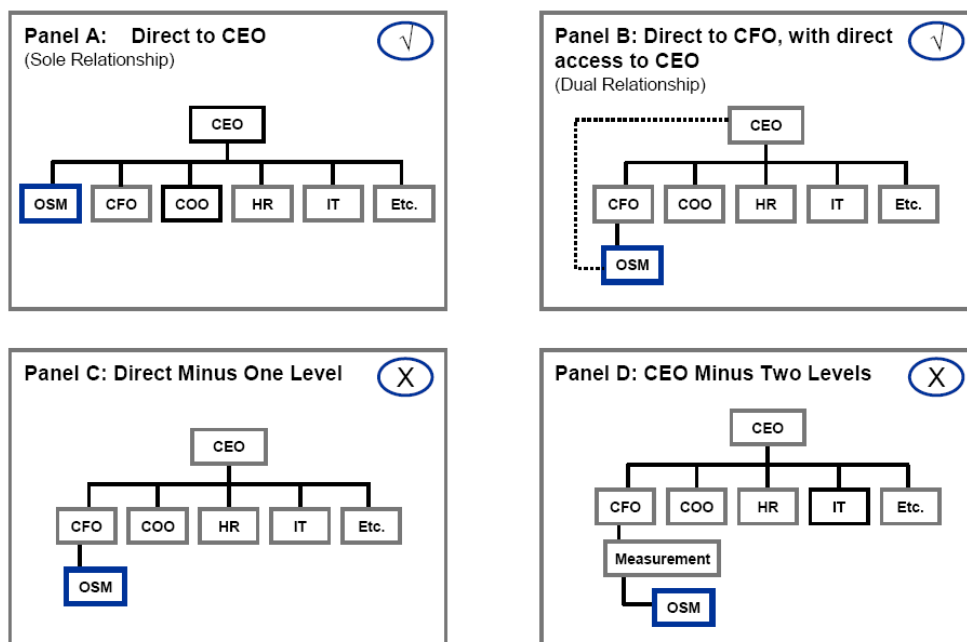 Panel A: Direct to CEO
(Sole Relationship)
√
CEO
OSM CFO COO HR IT Etc.
Panel B: Direct to CFO, with direct
access to CEO
(Dual Relationship)
√
CEO
CFO COO HR IT Etc.
OSM
Panel C: Direct Minus One Level
X
CEO
CFO COO HR IT Etc.
OSM
Panel D: CEO Minus Two Levels
X
CEO
CFO COO HR IT Etc.
Measurement
OSM